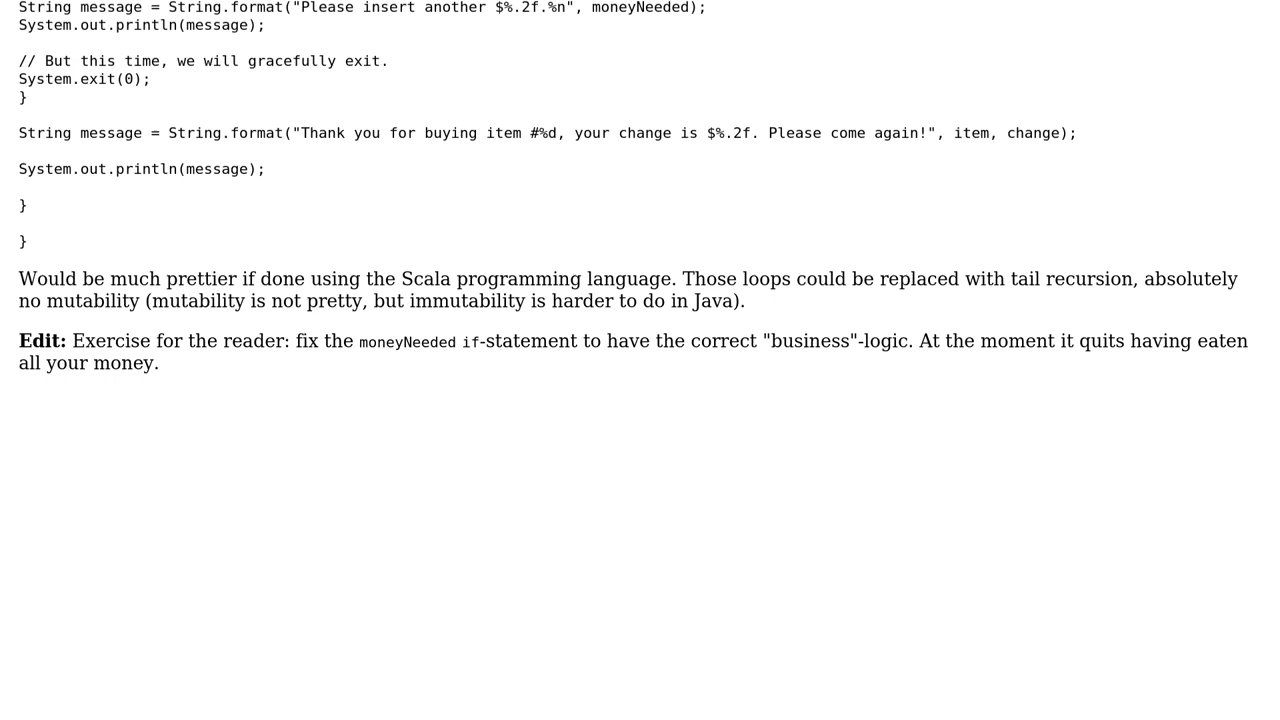 String message = String.format("Please insert another $%.2f.%n", moneyNeeded);
System.out.println(message);
// But this time, we will gracefully exit.
System.exit(0);
}
String message = String.format("Thank you for buying item #%d, your change is $%.2f. Please come again!", item, change);
System.out.println(message);
}
}
Would be much prettier if done using the Scala programming language. Those loops could be replaced with tail recursion, absolutely
no mutability (mutability is not pretty, but immutability is harder to do in Java).
Edit: Exercise for the reader: fix the moneyNeeded if-statement to have the correct "business"-logic. At the moment it quits having eaten
all your money.